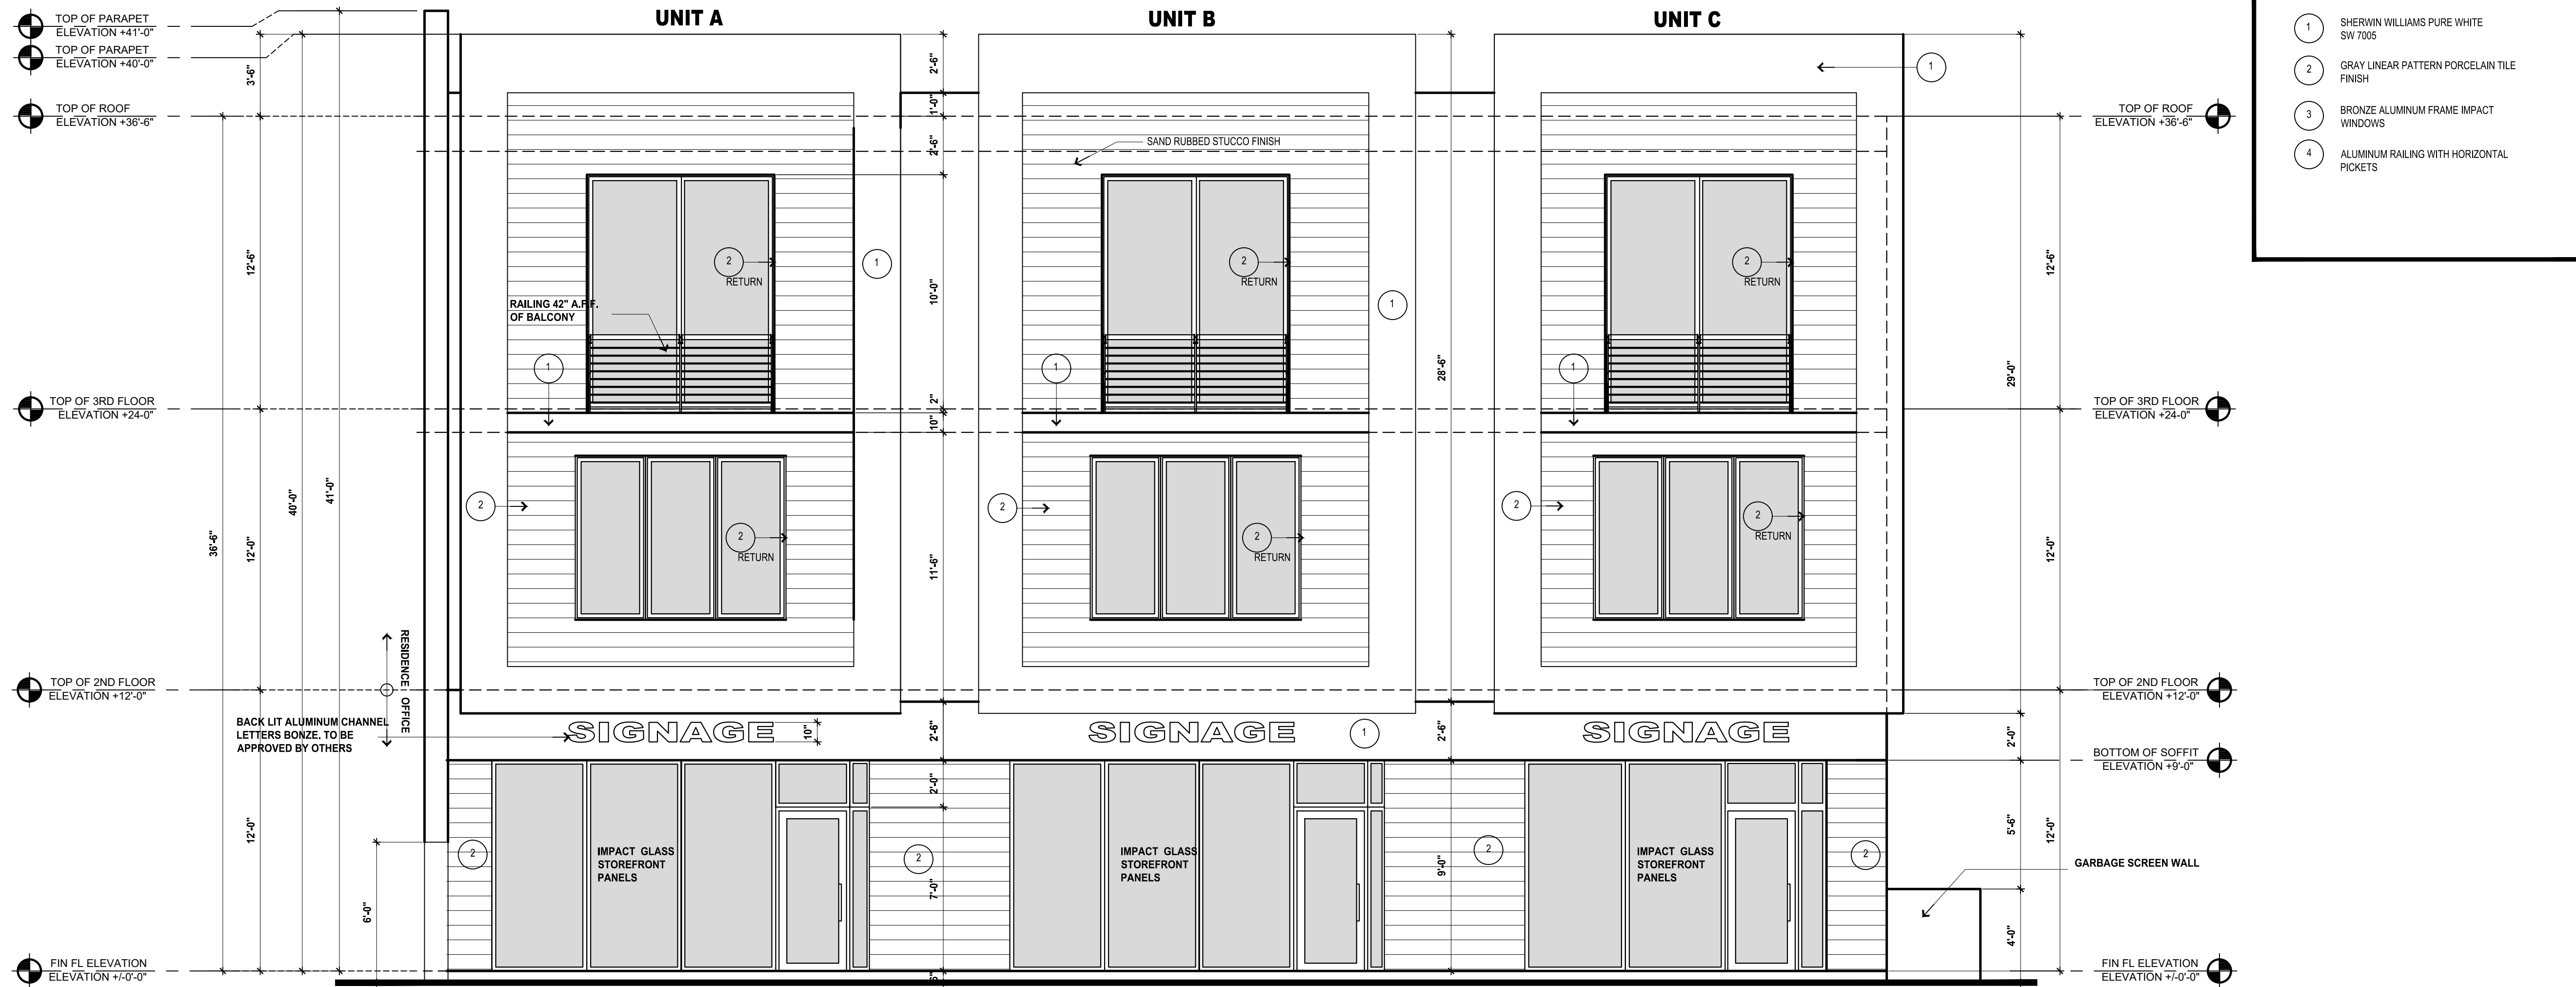 UNIT A
UNIT B
UNIT C
TOP OF PARAPET
ELEVATION +41'-0"
TOP OF PARAPET
ELEVATION +40'-0"
TOP OF ROOF
ELEVATION +36'-6"
TOP OF 3RD FLOOR
ELEVATION +24-0"
TOP OF 2ND FLOOR
ELEVATION +12'-0"
FIN FL ELEVATION
ELEVATION +/-0'-0"
3'-6"
12'-6"
12'-0"
12'-0"
36'-6"
40'-0"
41'-0"
6'-0"
RESIDENCE
OFFICE
BACK LIT ALUMINUM CHANNEL
LETTERS BONZE. TO BE
APPROVED BY OTHERS
RAILING 42" A.F.F.
OF BALCONY
2
RETURN
1
1
2
2
RETURN
SIGNAGE
10"
2
IMPACT GLASS
STOREFRONT
PANELS
2
2'-6"
1'-0"
2'-6"
10'-0"
2"
10"
11'-6"
2'-6"
2'-0"
7'-0"
SAND RUBBED STUCCO FINISH
2
RETURN
1
1
2
2
RETURN
SIGNAGE
1
IMPACT GLASS
STOREFRONT
PANELS
2
28'-6"
2'-6"
9'-0"
1
2
RETURN
1
2
2
RETURN
SIGNAGE
IMPACT GLASS
STOREFRONT
PANELS
2
29'-0"
2'-0"
5'-6"
4'-0"
12'-6"
12'-0"
12'-0"
TOP OF ROOF
ELEVATION +36'-6"
TOP OF 3RD FLOOR
ELEVATION +24-0"
TOP OF 2ND FLOOR
ELEVATION +12'-0"
BOTTOM OF SOFFIT
ELEVATION +9'-0"
GARBAGE SCREEN WALL
FIN FL ELEVATION
ELEVATION +/-0'-0"
1
SHERWIN WILLIAMS PURE WHITE
SW 7005
2
GRAY LINEAR PATTERN PORCELAIN TILE
FINISH
3
BRONZE ALUMINUM FRAME IMPACT
WINDOWS
4
ALUMINUM RAILING WITH HORIZONTAL
PICKETS